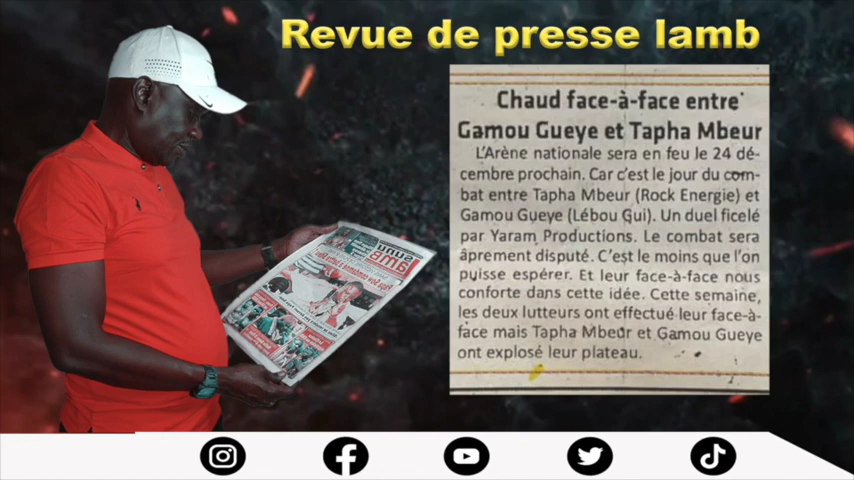 Revue de presse lamb
Chaud face-à-face entre
Gamou Gueye et Tapha Mbeur
L'Arène nationale sera en feu le 24 dé-
cembre prochain. Car c'est le jour du com-
bat entre Tapha Mbeur (Rock Energie) et
Gamou Gueye (Lébou Gui). Un duel ficelé
par Yaram Productions. Le combat sera
âprement disputé. C'est le moins que l'on
puisse espérer. Et leur face-à-face nous
conforte dans cette idée. Cette semaine,
les deux lutteurs ont effectué leur face-à-
face mais Tapha Mbeur et Gamou Gueye
ont explosé leur plateau.
sunu
lamb